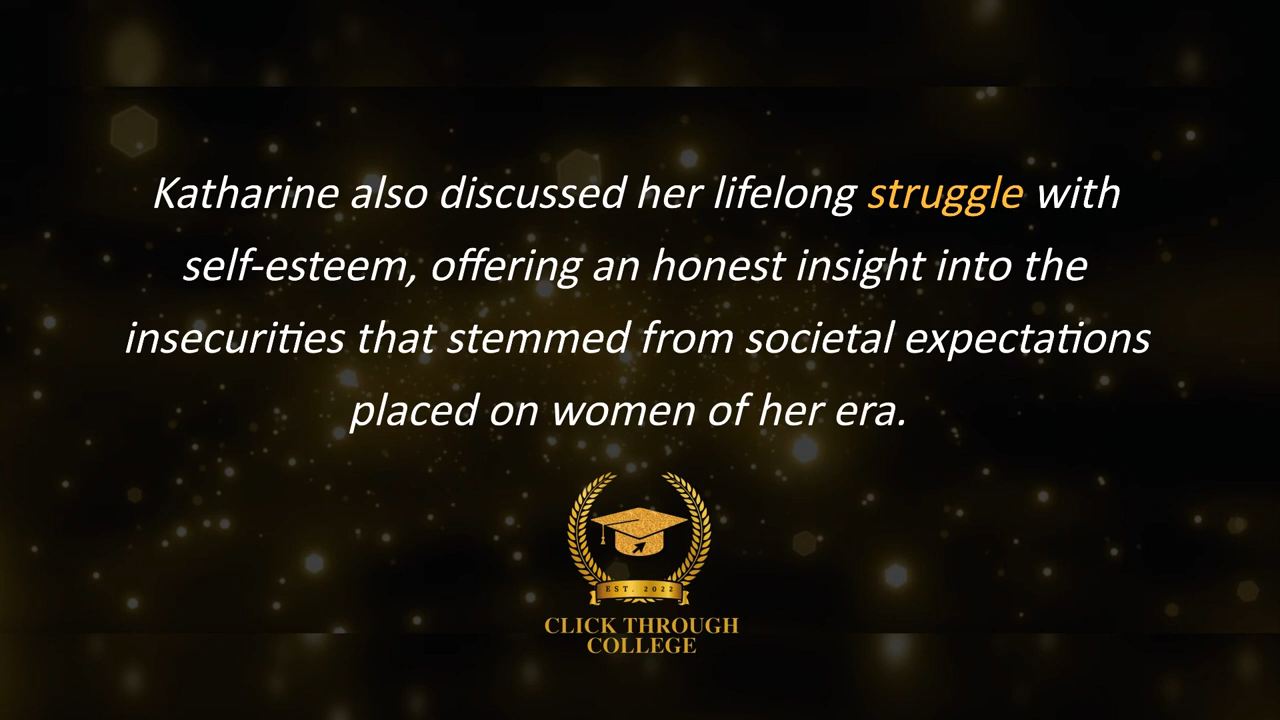 Katharine also discussed her lifelong struggle with
self-esteem, offering an honest insight into the
insecurities that stemmed from societal expectations
placed on women of her era.
EST. 2022
CLICK THROUGH
COLLEGE